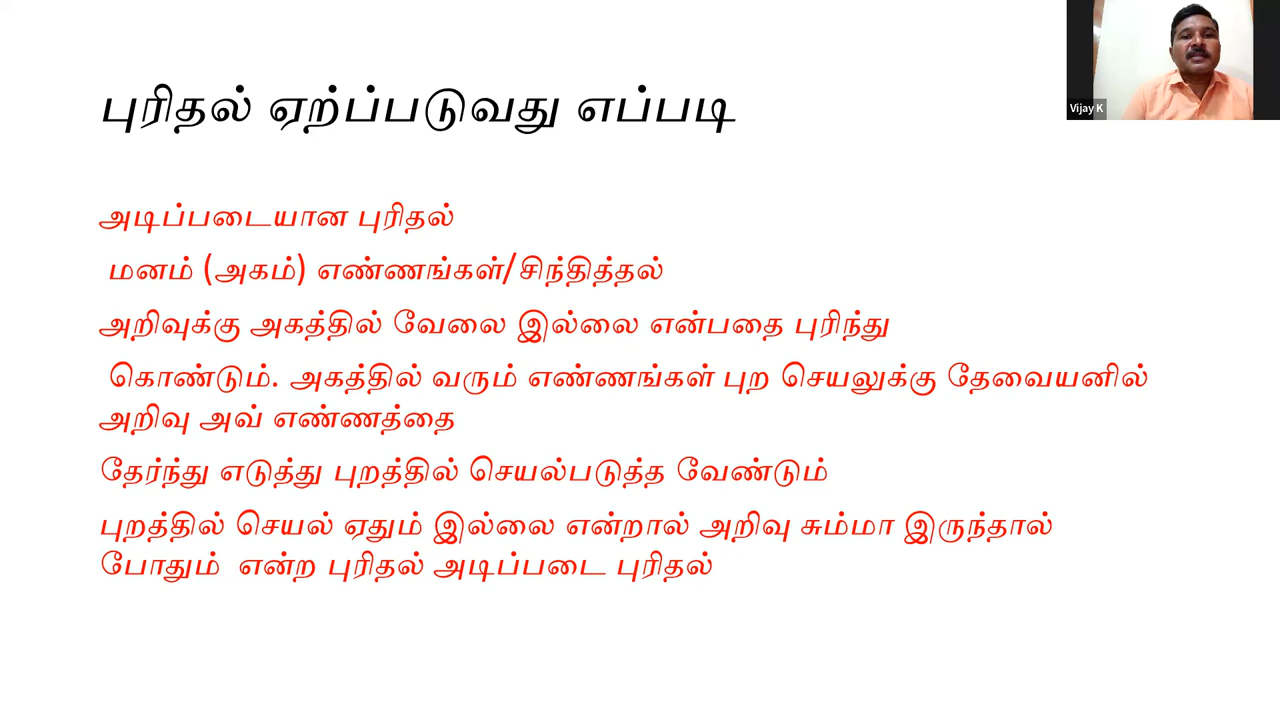 புரிதல் ஏற்ப்படுவது எப்படி
Vijay K
அடிப்படையான புரிதல்
மனம் (அகம்) எண்ணங்கள்/சிந்தித்தல்
அறிவுக்கு அகத்தில் வேலை இல்லை என்பதை புரிந்து
கொண்டும். அகத்தில் வரும் எண்ணங்கள் புற செயலுக்கு தேவையனில்
அறிவு அவ் எண்ணத்தை
தேர்ந்து எடுத்து புறத்தில் செயல்படுத்த வேண்டும்
புறத்தில் செயல் ஏதும் இல்லை என்றால் அறிவு சும்மா இருந்தால்
போதும் என்ற புரிதல் அடிப்படை புரிதல்